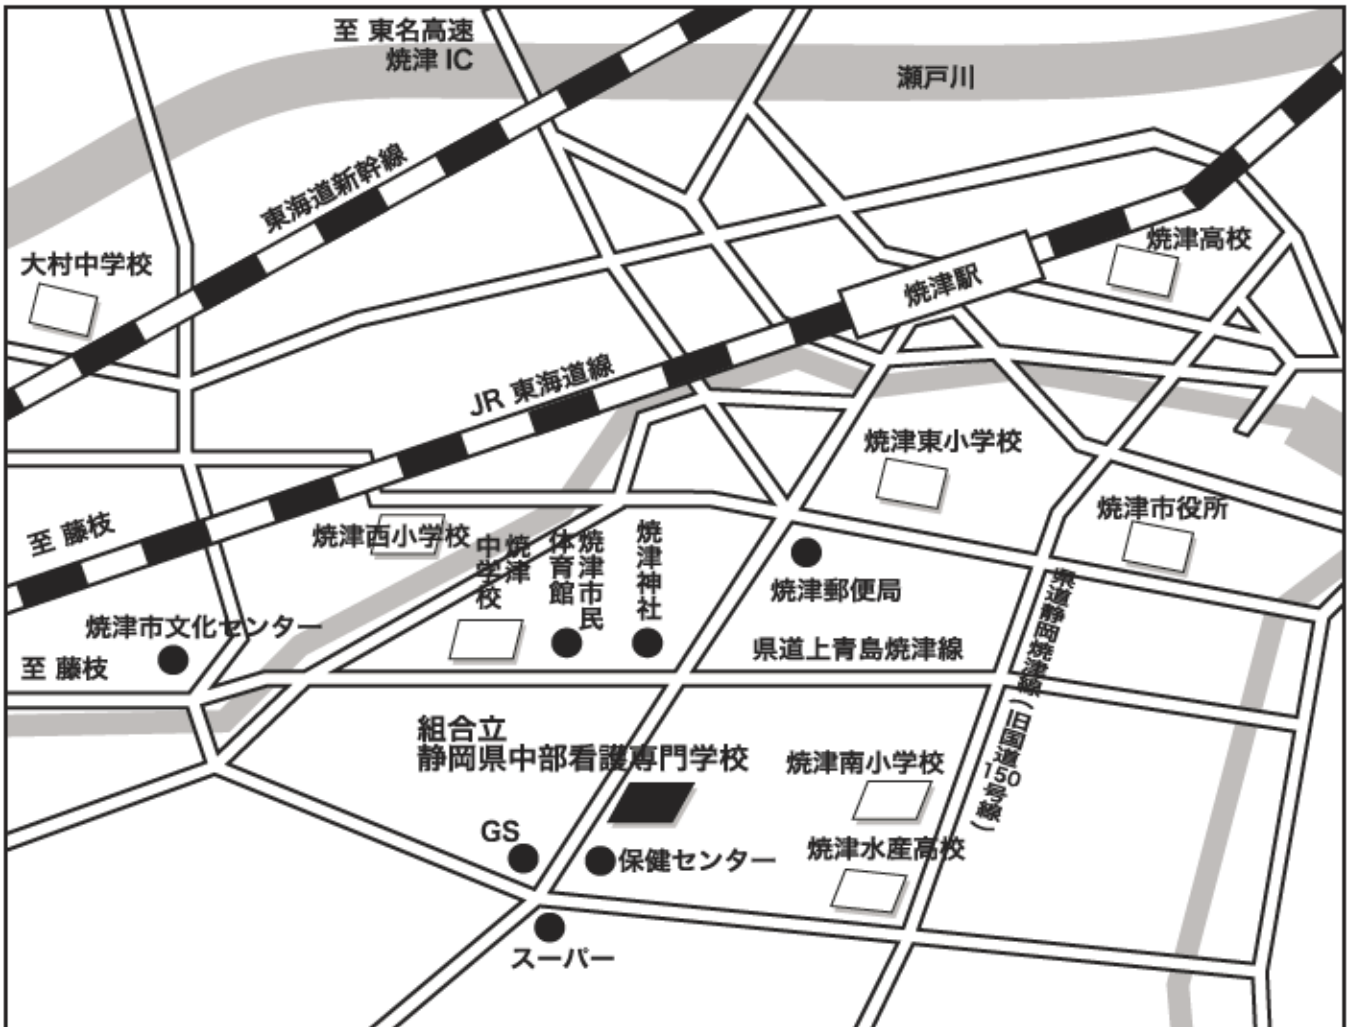 至 東名高速
焼津 IC
瀬戸川
東海道新幹線
大村中学校
焼津高校
焼津駅
JR 東海道線
焼津東小学校
焼津市役所
至 藤枝
焼津西小学校
焼津
中学校
焼津市民
体育館
焼津神社
焼津郵便局
県道静岡焼津線(旧国道150号線)
焼津市文化センター
至 藤枝
県道上青島焼津線
組合立
静岡県中部看護専門学校
焼津南小学校
GS
保健センター
焼津水産高校
スーパー